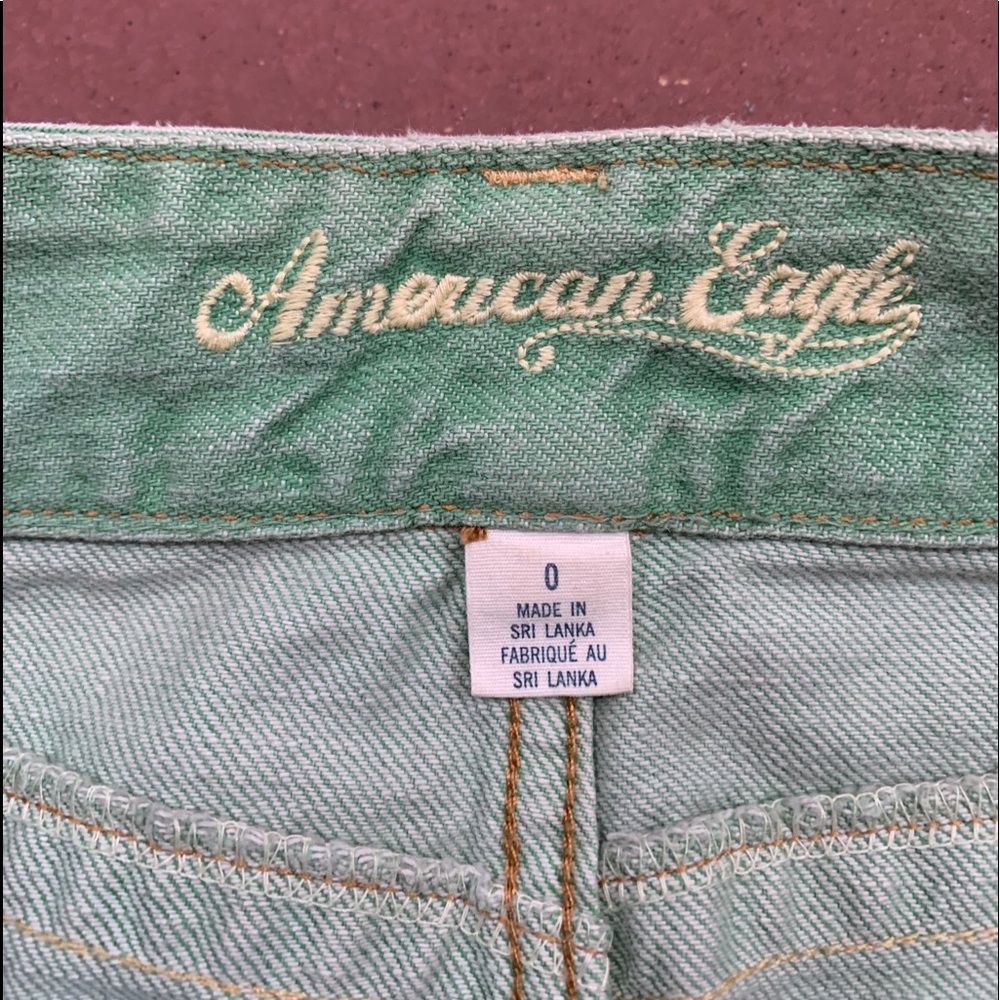 American Eagle
0
MADE IN
SRI LANKA
FABRIQUÉ AU
SRI LANKA